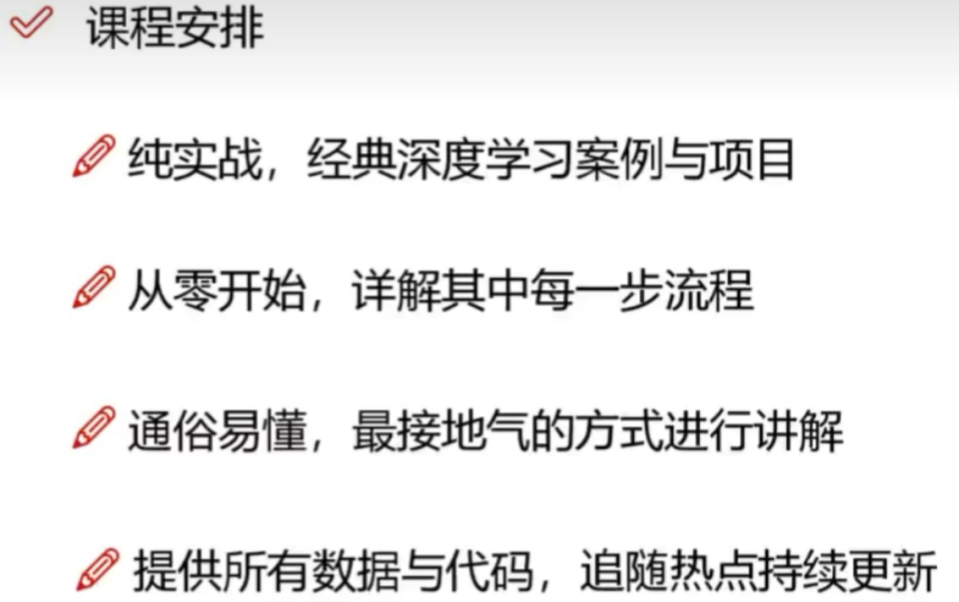 课程安排
纯实战，经典深度学习案例与项目
从零开始，详解其中每一步流程
通俗易懂，最接地气的方式进行讲解
提供所有数据与代码，追随热点持续更新